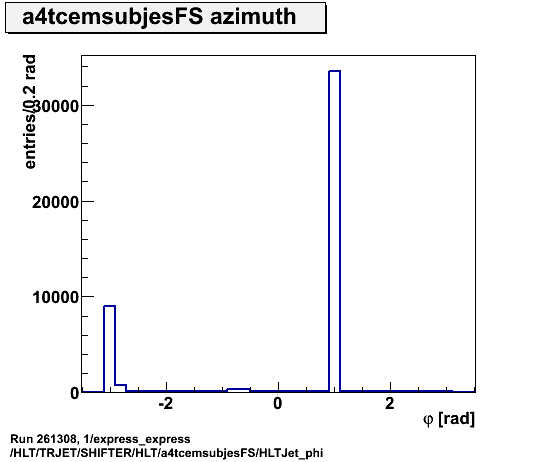 a4tcemsubjesFS azimuth
entries/0.2 rad
30000
20000
10000
0
-2 0 2
φ [rad]
Run 261308, 1/express_express
/HLT/TRJET/SHIFTER/HLT/a4tcemsubjesFS/HLTJet_phi